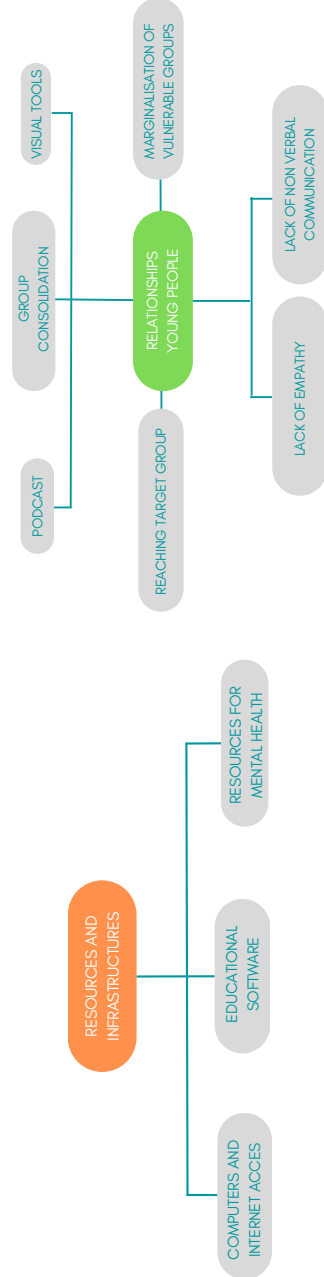 RESOURCES AND
INFRASTRUCTURES
COMPUTERS AND
INTERNET ACCES
EDUCATIONAL
SOFTWARE
RESOURCES FOR
MENTAL HEALTH
PODCAST
GROUP
CONSOLIDATION
VISUAL TOOLS
REACHING TARGET GROUP
RELATIONSHIPS
YOUNG PEOPLE
MARGINALISATION OF
VULNERABLE GROUPS
LACK OF EMPATHY
LACK OF NON VERBAL
COMMUNICATION